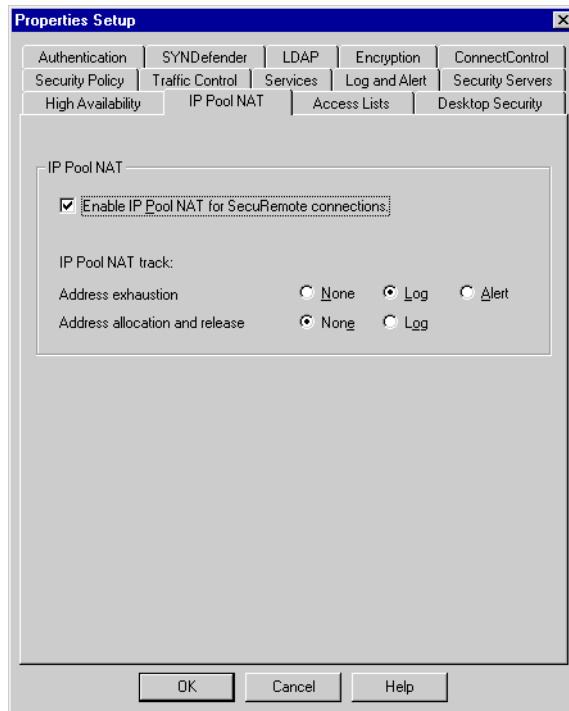 Properties Setup
Authentication SYNDefender LDAP Encryption ConnectControl
Security Policy Traffic Control Services Log and Alert Security Servers
High Availability IP Pool NAT Access Lists Desktop Security
IP Pool NAT
Enable IP Pool NAT for SecuRemote connections.
IP Pool NAT track:
Address exhaustion None Log Alert
Address allocation and release None Log
OK Cancel Help